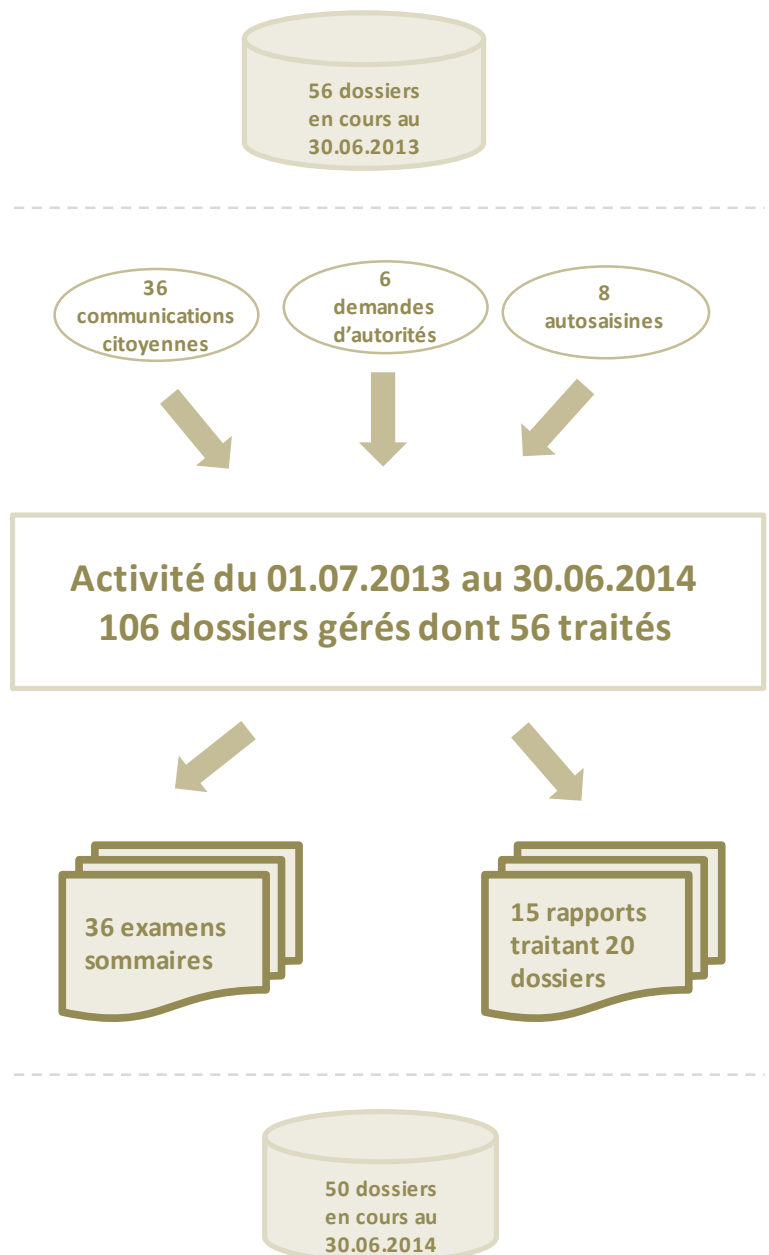 56 dossiers
en cours au
30.06.2013
36
communications
citoyennes
6
demandes
d'autorités
8
autosaisines
Activité du 01.07.2013 au 30.06.2014
106 dossiers gérés dont 56 traités
36 examens
sommaires
15 rapports
traitant 20
dossiers
50 dossiers
en cours au
30.06.2014